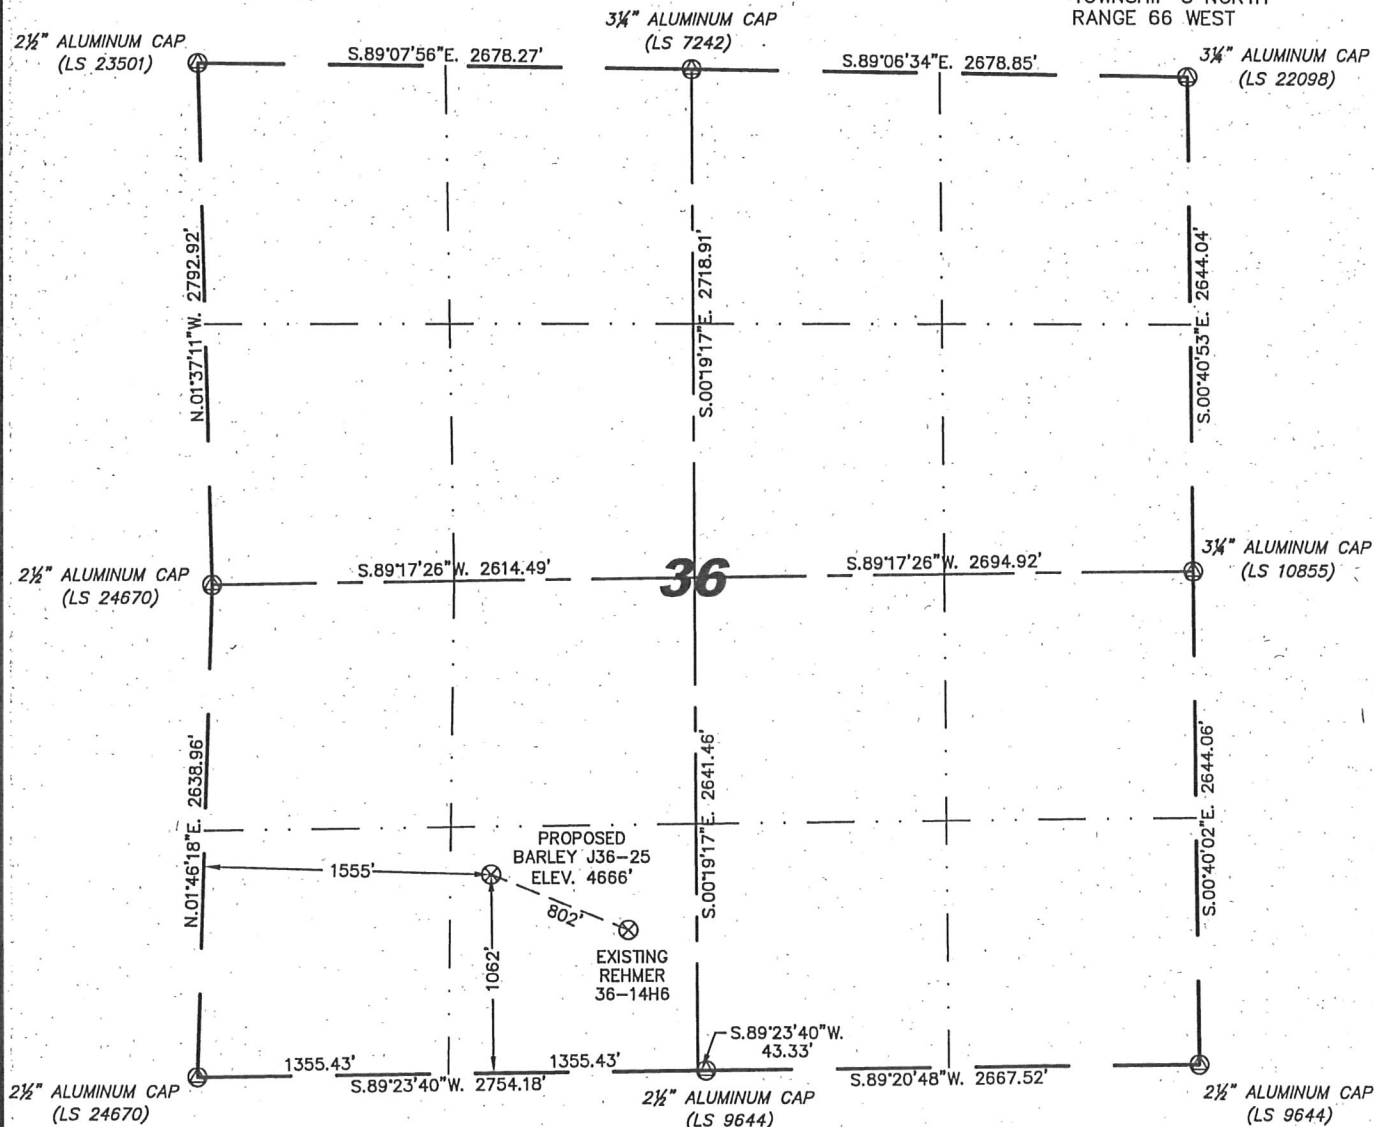 RANGE 66 WEST
2½" ALUMINUM CAP
(LS 23501)
S.89°07'56"E. 2678.27'
3¼" ALUMINUM CAP
(LS 7242)
S.89°06'34"E. 2678.85'
3¼" ALUMINUM CAP
(LS 22098)
N.01°37'11"W. 2792.92'
S.00°19'17"E. 2718.91'
S.00°40'53"E. 2644.04'
2½" ALUMINUM CAP
(LS 24670)
S.89°17'26"W. 2614.49'
36
S.89°17'26"W. 2694.92'
3¼" ALUMINUM CAP
(LS 10855)
N.01°46'18"E. 2638.96'
S.00°19'17"E. 2641.46'
S.00°40'02"E. 2644.06'
PROPOSED
BARLEY J36-25
ELEV. 4666'
1555'
802'
1062'
EXISTING
REHMER
36-14H6
S.89°23'40"W.
43.33'
1355.43'
1355.43'
2½" ALUMINUM CAP
(LS 24670)
S.89°23'40"W. 2754.18'
2½" ALUMINUM CAP
(LS 9644)
S.89°20'48"W. 2667.52'
2½" ALUMINUM CAP
(LS 9644)